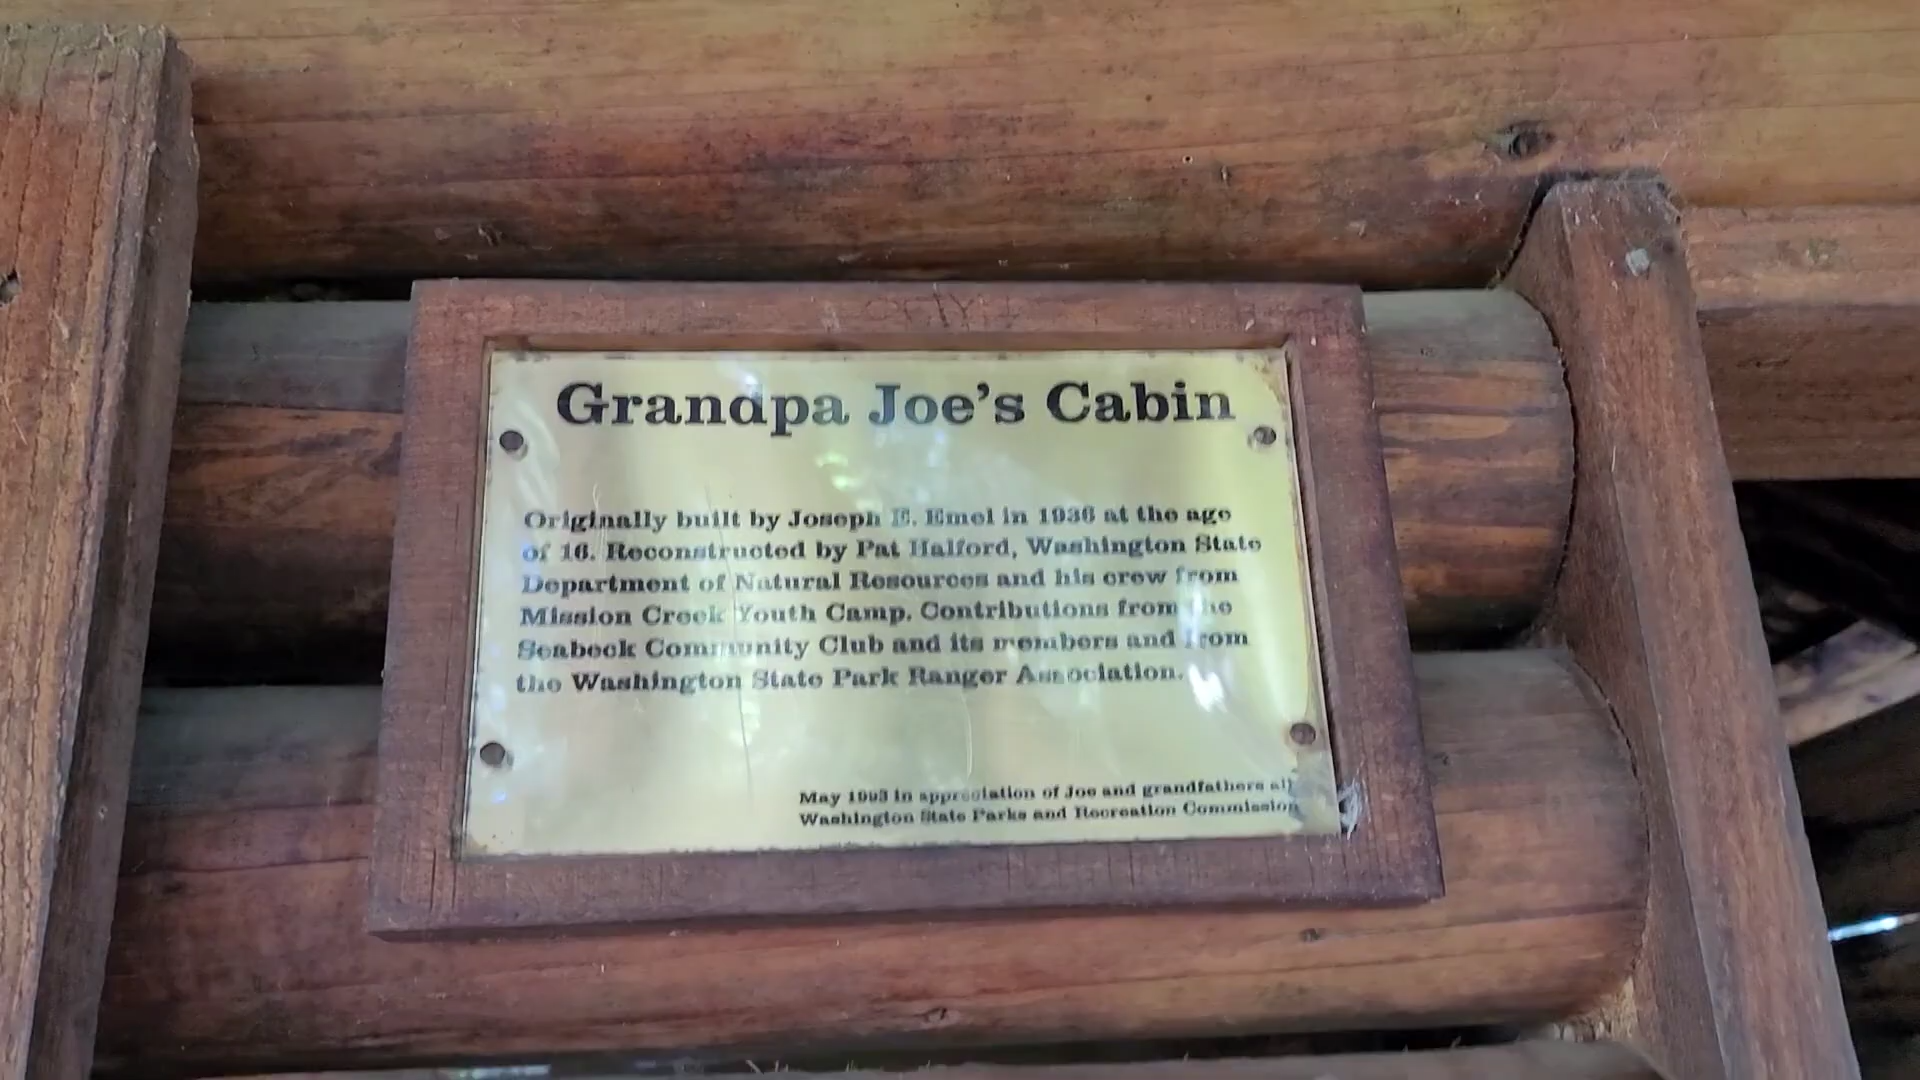 Grandpa Joe's Cabin
Originally built by Joseph E. Emel in 1936 at the age
of 16. Reconstructed by Pat Halford, Washington State
Department of Natural Resources and his crew from
Mission Creek Youth Camp. Contributions from the
Seabeck Community Club and its members and from
the Washington State Park Ranger Association.
May 1993 in appreciation of Joe and grandfathers all
Washington State Parks and Recreation Commission